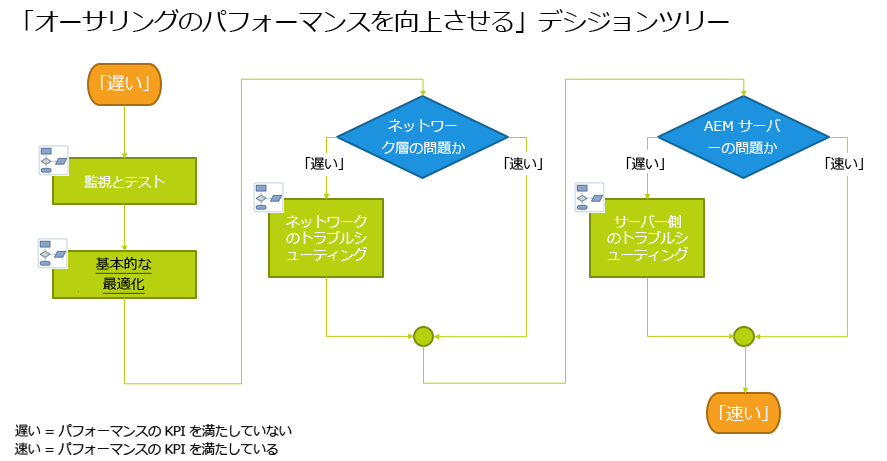 「オーサリングのパフォーマンスを向上させる」デシジョンツリー
「遅い」
監視とテスト
基本的な
最適化
ネットワー
ク層の問題か
「遅い」
「速い」
ネットワーク
のトラブルシ
ューティング
AEM サーバ
ーの問題か
「遅い」
「速い」
サーバー側
のトラブルシ
ューティング
「速い」
遅い = パフォーマンスの KPI を満たしていない
速い = パフォーマンスの KPI を満たしている